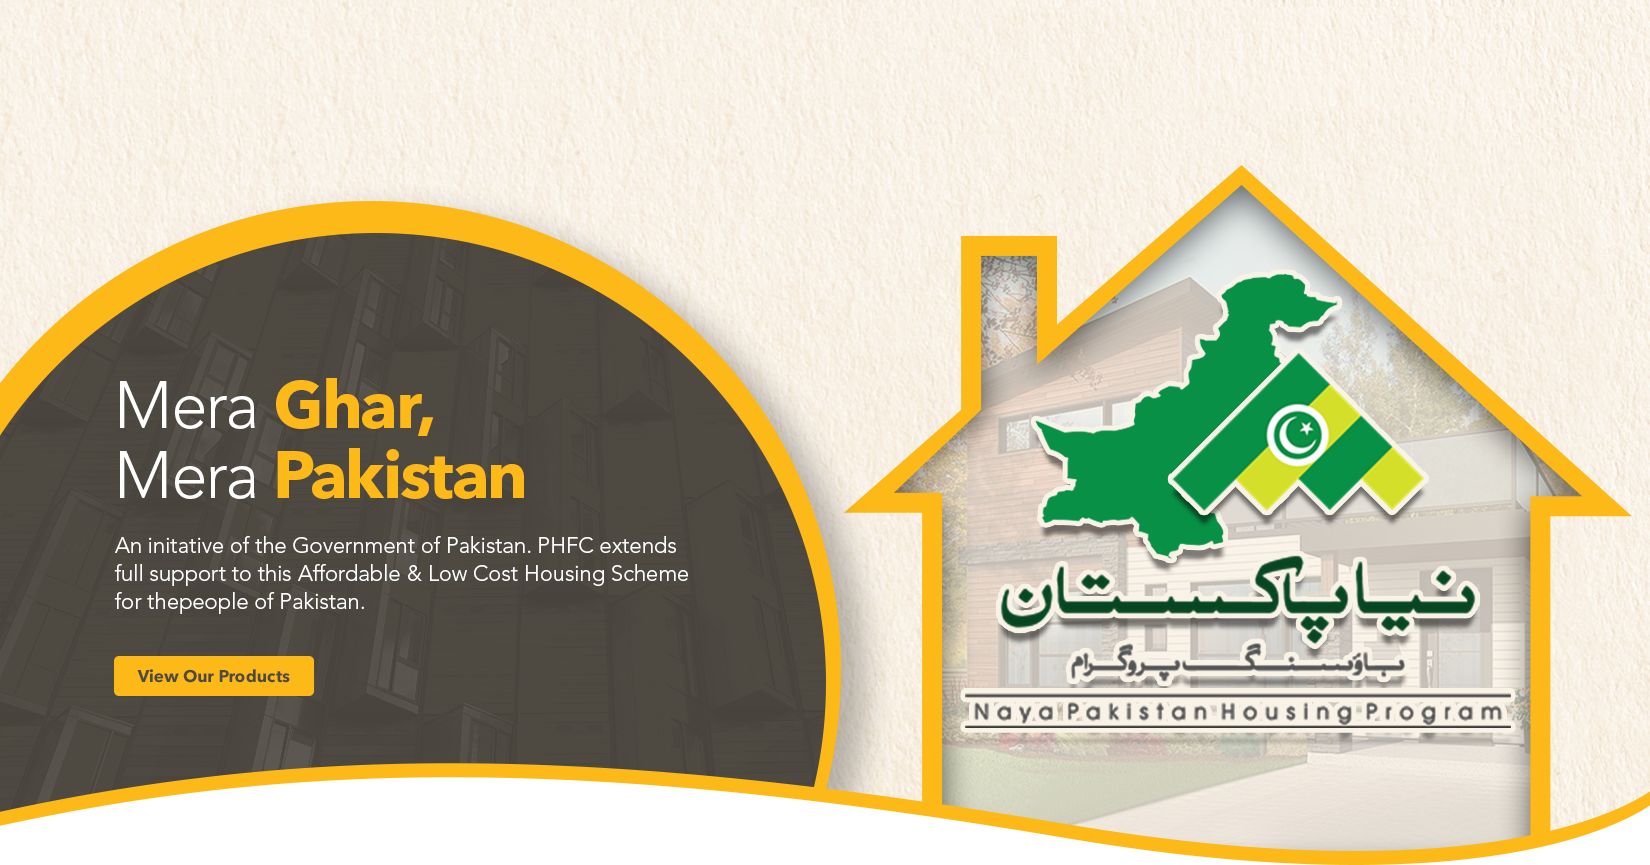 Mera Ghar,
Mera Pakistan
An initative of the Government of Pakistan. PHFC extends
full support to this Affordable & Low Cost Housing Scheme
for thepeople of Pakistan.
View Our Products
نیا پاکستان
ہاؤسنگ پروگرام
Naya Pakistan Housing Program